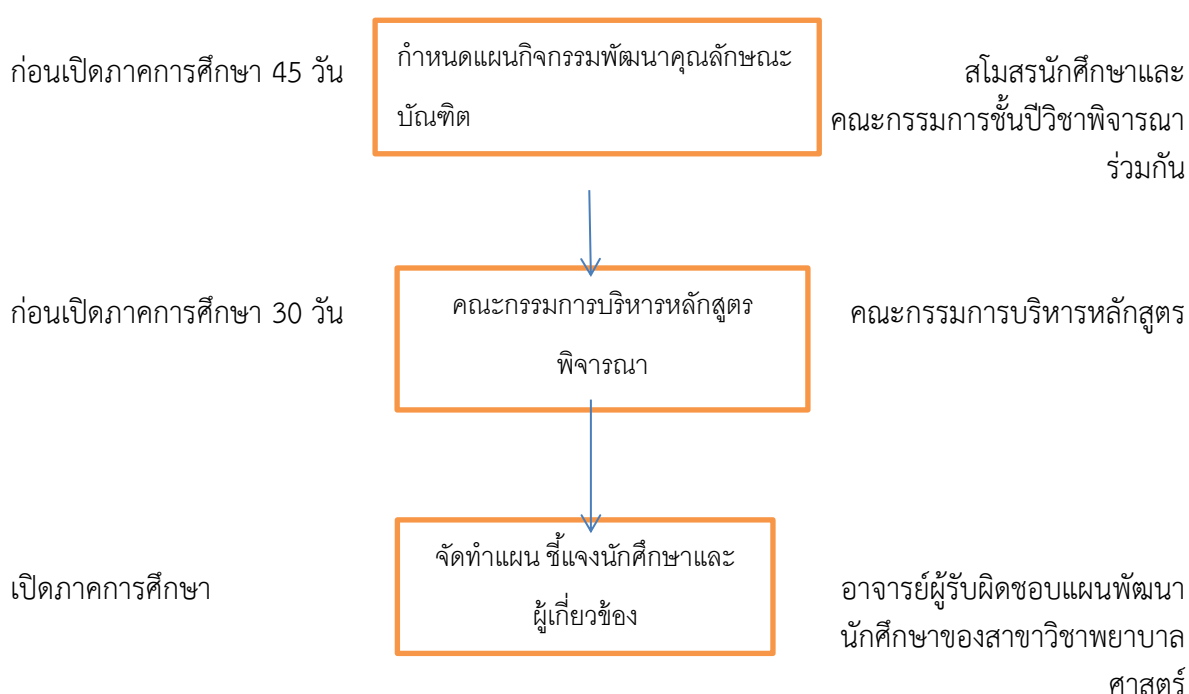 ก่อนเปิดภาคการศึกษา 45 วัน
กำหนดแผนกิจกรรมพัฒนาคุณลักษณะ
บัณฑิต
สโมสรนักศึกษาและ
คณะกรรมการชั้นปีวิชาพิจารณา
ร่วมกัน
ก่อนเปิดภาคการศึกษา 30 วัน
คณะกรรมการบริหารหลักสูตร
พิจารณา
คณะกรรมการบริหารหลักสูตร
เปิดภาคการศึกษา
จัดทำแผน ชี้แจงนักศึกษาและ
ผู้เกี่ยวข้อง
อาจารย์ผู้รับผิดชอบแผนพัฒนา
นักศึกษาของสาขาวิชาพยาบาล
ศาสตร์